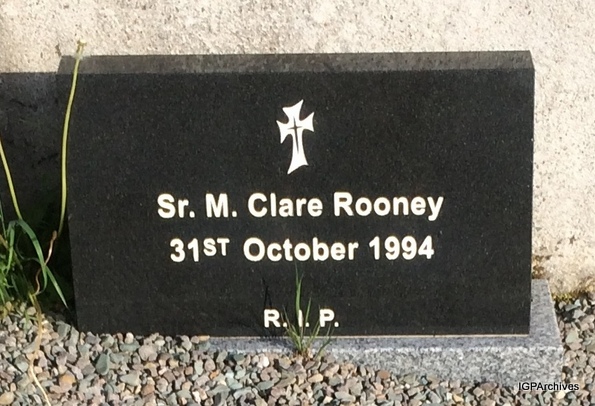 Sr. M. Clare Rooney
31ST October 1994
R. I. P.
IGPArchives